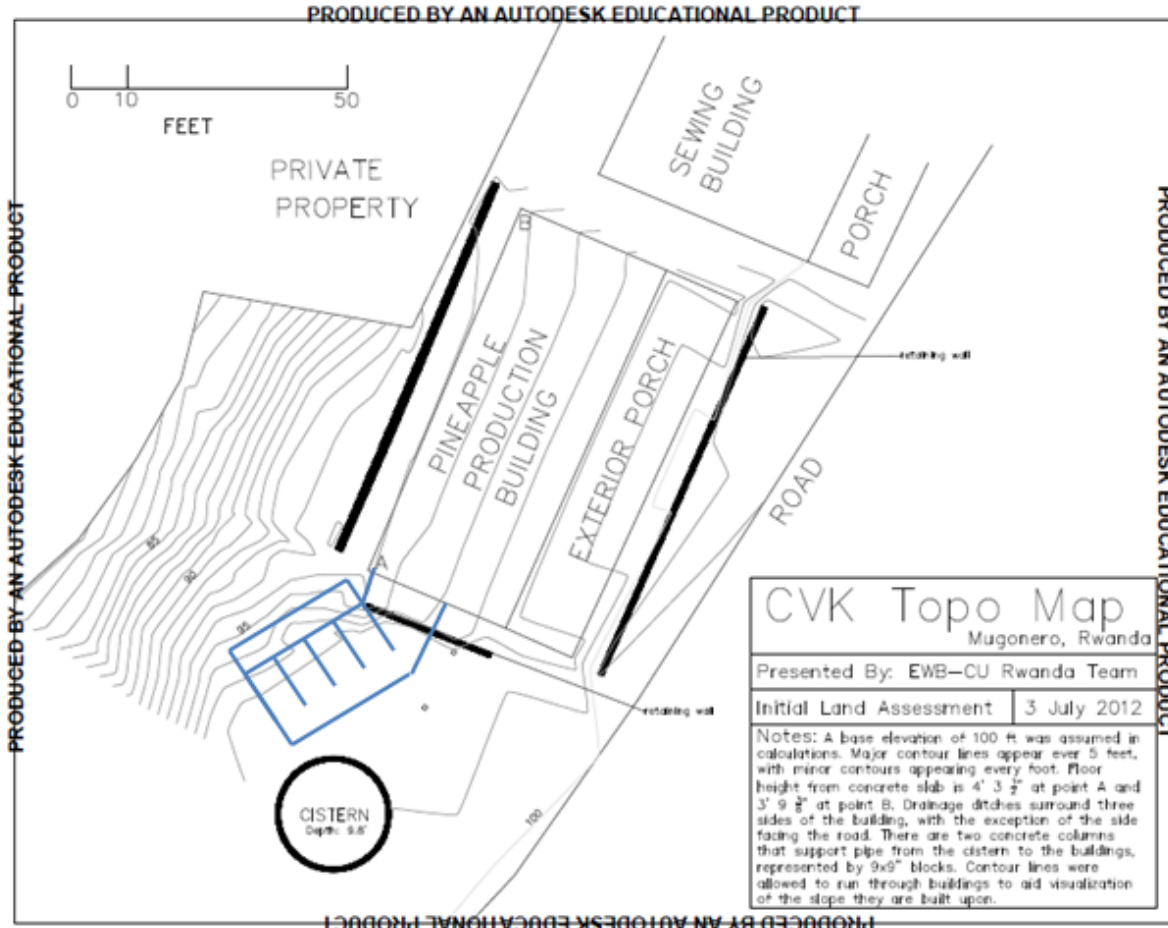 PRODUCED BY AN AUTODESK EDUCATIONAL PRODUCT
0 10 50
FEET
PRIVATE
PROPERTY
SEWING
BUILDING
PORCH
B
PINEAPPLE
PRODUCTION
BUILDING
EXTERIOR PORCH
retaining wall
ROAD
A
85
90
95
retaining wall
CISTERN
Depth: 9.8'
100
CVK Topo Map
Mugonero, Rwanda
Presented By: EWB-CU Rwanda Team
Initial Land Assessment 3 July 2012
Notes: A base elevation of 100 ft was assumed in
calculations. Major contour lines appear ever 5 feet,
with minor contours appearing every foot. Floor
height from concrete slab is 4' 3 at point A and
3' 9 at point B. Drainage ditches surround three
sides of the building, with the exception of the side
facing the road. There are two concrete columns
that support pipe from the cistern to the buildings,
represented by 9x9" blocks. Contour lines were
allowed to run through buildings to aid visualization
of the slope they are built upon.
PRODUCED BY AN AUTODESK EDUCATIONAL PRODUCT
PRODUCED BY AN AUTODESK EDUCATIONAL PRODUCT
PRODUCED BY AN AUTODESK EDUCATIONAL PRODUCT